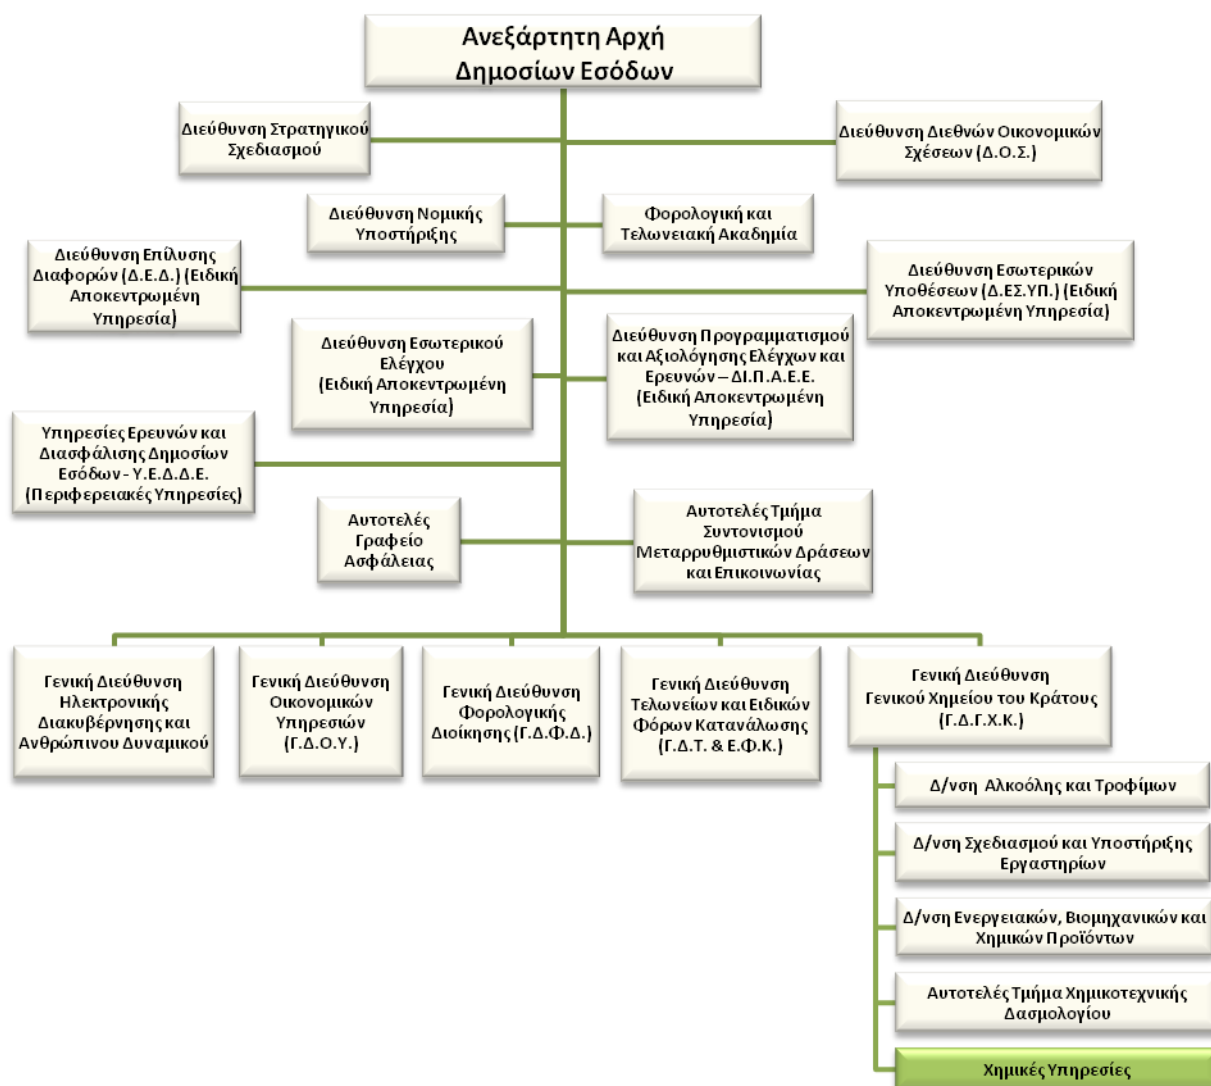 Ανεξάρτητη Αρχή
Δημοσίων Εσόδων
Διεύθυνση Στρατηγικού
Σχεδιασμού
Διεύθυνση Διεθνών Οικονομικών
Σχέσεων (Δ.Ο.Σ.)
Διεύθυνση Νομικής
Υποστήριξης
Φορολογική και
Τελωνειακή Ακαδημία
Διεύθυνση Επίλυσης
Διαφορών (Δ.Ε.Δ.) (Ειδική
Αποκεντρωμένη
Υπηρεσία)
Διεύθυνση Εσωτερικών
Υποθέσεων (Δ.ΕΣ.ΥΠ.) (Ειδική
Αποκεντρωμένη Υπηρεσία)
Διεύθυνση Εσωτερικού
Ελέγχου
(Ειδική Αποκεντρωμένη
Υπηρεσία)
Διεύθυνση Προγραμματισμού
και Αξιολόγησης Ελέγχων και
Ερευνών – ΔΙ.Π.Α.Ε.Ε.
(Ειδική Αποκεντρωμένη
Υπηρεσία)
Υπηρεσίες Ερευνών και
Διασφάλισης Δημοσίων
Εσόδων - Υ.Ε.Δ.Δ.Ε.
(Περιφερειακές Υπηρεσίες)
Αυτοτελές
Γραφείο
Ασφάλειας
Αυτοτελές Τμήμα
Συντονισμού
Μεταρρυθμιστικών Δράσεων
και Επικοινωνίας
Γενική Διεύθυνση
Ηλεκτρονικής
Διακυβέρνησης και
Ανθρώπινου Δυναμικού
Γενική Διεύθυνση
Οικονομικών
Υπηρεσιών
(Γ.Δ.Ο.Υ.)
Γενική Διεύθυνση
Φορολογικής
Διοίκησης (Γ.Δ.Φ.Δ.)
Γενική Διεύθυνση
Τελωνείων και Ειδικών
Φόρων Κατανάλωσης
(Γ.Δ.Τ. & Ε.Φ.Κ.)
Γενική Διεύθυνση
Γενικού Χημείου του Κράτους
(Γ.Δ.Γ.Χ.Κ.)
Δ/νση Αλκοόλης και Τροφίμων
Δ/νση Σχεδιασμού και Υποστήριξης
Εργαστηρίων
Δ/νση Ενεργειακών, Βιομηχανικών και
Χημικών Προϊόντων
Αυτοτελές Τμήμα Χημικοτεχνικής
Δασμολογίου
Χημικές Υπηρεσίες